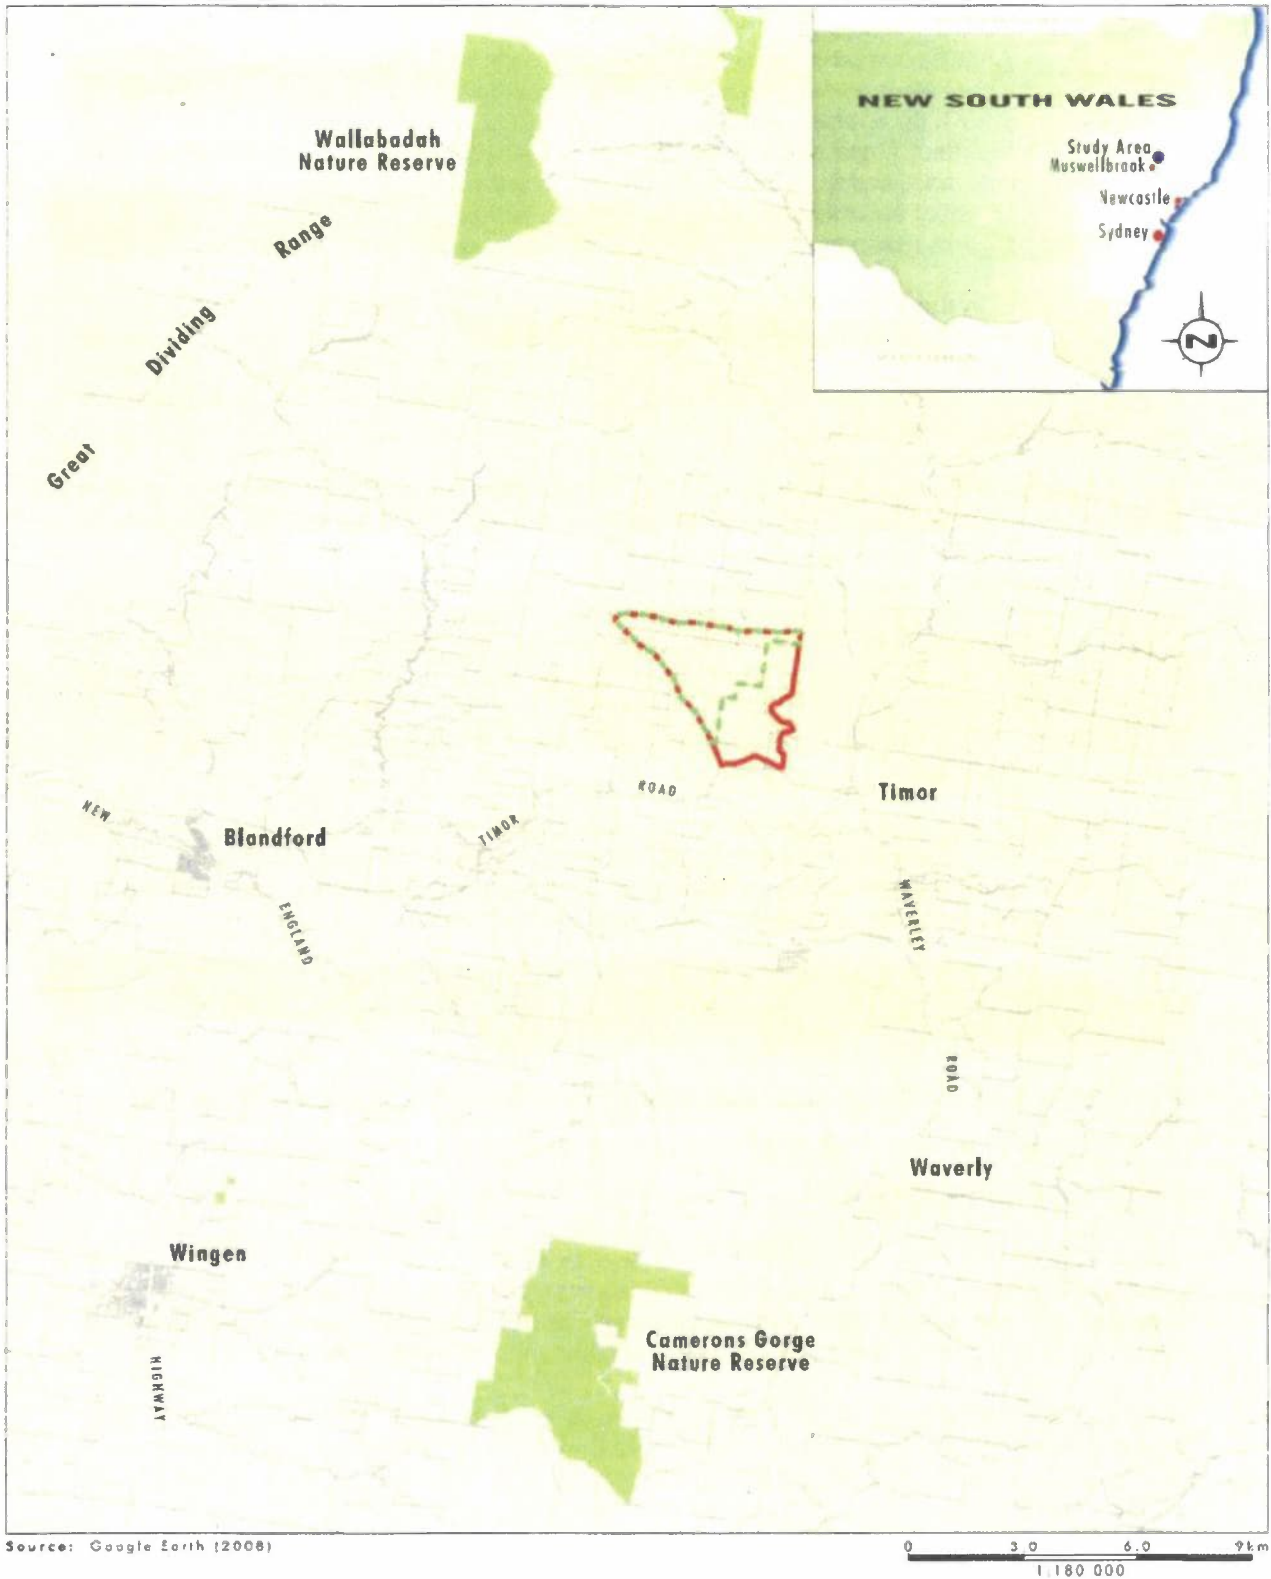 NEW SOUTH WALES
Study Area
Muswellbrook
Newcastle
Sydney
N
Wallabadah
Nature Reserve
Great Dividing Range
ROAD
Timor
NEW
Blandford
TIMOR
ENGLAND
WAVERLEY
ROAD
Waverly
Wingen
Camerons Gorge
Nature Reserve
HIGHWAY
Source: Google Earth (2008)
0 3.0 6.0 9km
1:180 000